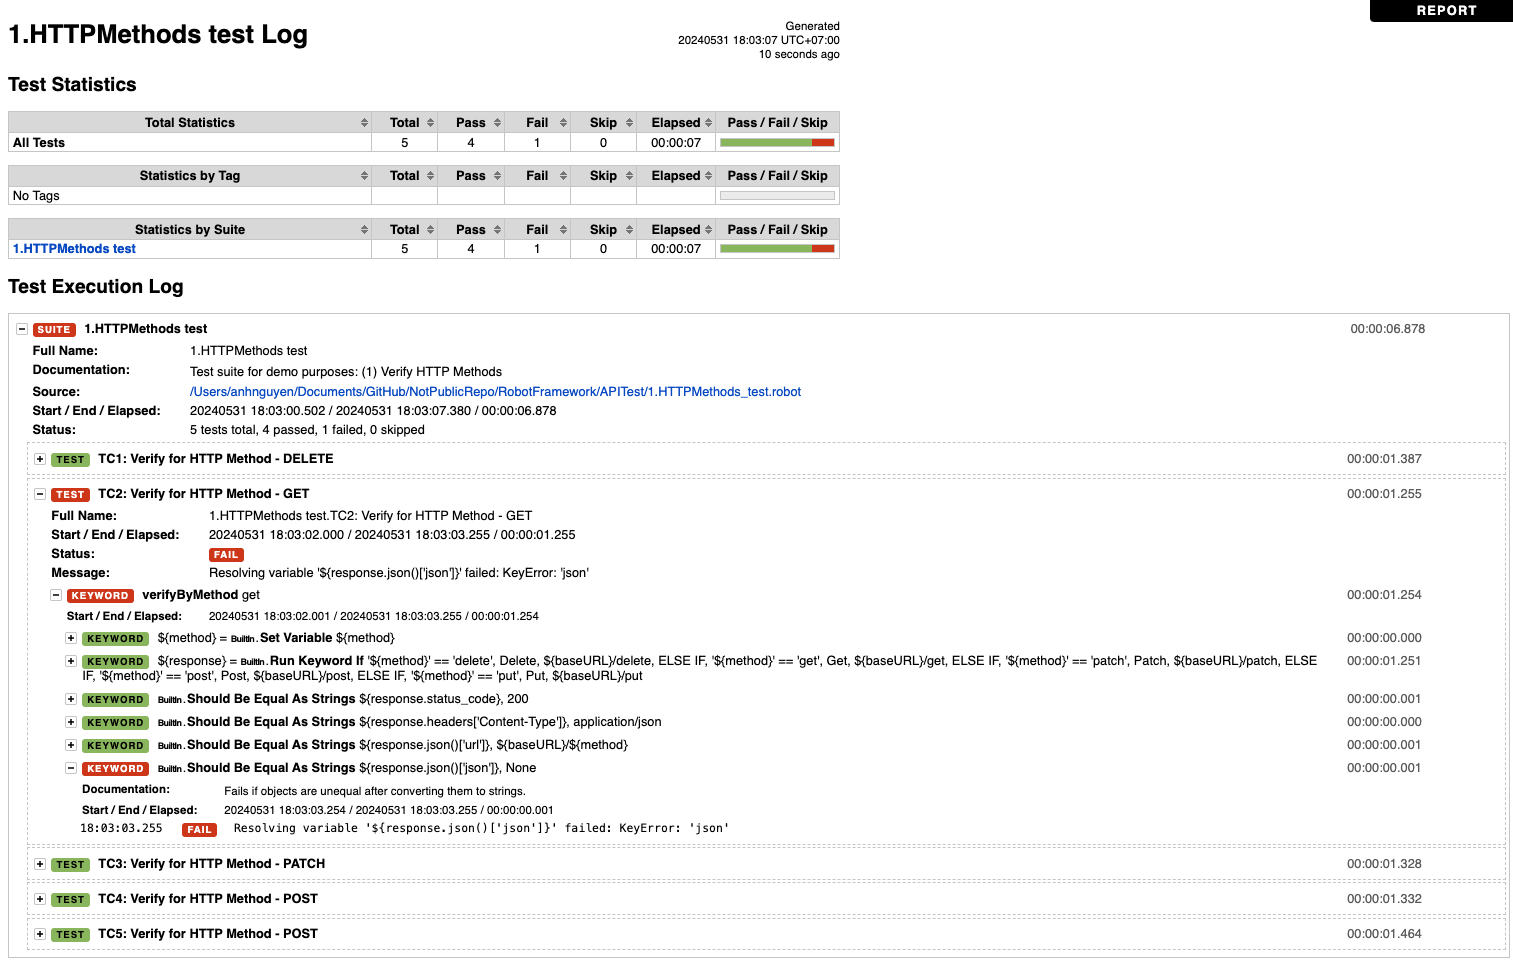 REPORT
1.HTTPMethods test Log
Generated
20240531 18:03:07 UTC+07:00
10 seconds ago
Test Statistics
Total Statistics Total Pass Fail Skip Elapsed Pass / Fail / Skip
All Tests 5 4 1 0 00:00:07
Statistics by Tag Total Pass Fail Skip Elapsed Pass / Fail / Skip
No Tags
Statistics by Suite Total Pass Fail Skip Elapsed Pass / Fail / Skip
1.HTTPMethods test 5 4 1 0 00:00:07
Test Execution Log
SUITE 1.HTTPMethods test 00:00:06.878
Full Name: 1.HTTPMethods test
Documentation: Test suite for demo purposes: (1) Verify HTTP Methods
Source: /Users/anhnguyen/Documents/GitHub/NotPublicRepo/RobotFramework/APITest/1.HTTPMethods_test.robot
Start / End / Elapsed: 20240531 18:03:00.502 / 20240531 18:03:07.380 / 00:00:06.878
Status: 5 tests total, 4 passed, 1 failed, 0 skipped
TEST TC1: Verify for HTTP Method - DELETE 00:00:01.387
TEST TC2: Verify for HTTP Method - GET 00:00:01.255
Full Name: 1.HTTPMethods test.TC2: Verify for HTTP Method - GET
Start / End / Elapsed: 20240531 18:03:02.000 / 20240531 18:03:03.255 / 00:00:01.255
Status: FAIL
Message: Resolving variable '${response.json()['json']}' failed: KeyError: 'json'
KEYWORD verifyByMethod get 00:00:01.254
Start / End / Elapsed: 20240531 18:03:02.001 / 20240531 18:03:03.255 / 00:00:01.254
KEYWORD ${method} = BuiltIn.Set Variable ${method} 00:00:00.000
KEYWORD ${response} = BuiltIn.Run Keyword If '${method}' == 'delete', Delete, ${baseURL}/delete, ELSE IF, '${method}' == 'get', Get, ${baseURL}/get, ELSE IF, '${method}' == 'patch', Patch, ${baseURL}/patch, ELSE 00:00:01.251
IF, '${method}' == 'post', Post, ${baseURL}/post, ELSE IF, '${method}' == 'put', Put, ${baseURL}/put
KEYWORD BuiltIn.Should Be Equal As Strings ${response.status_code}, 200 00:00:00.001
KEYWORD BuiltIn.Should Be Equal As Strings ${response.headers['Content-Type']}, application/json 00:00:00.000
KEYWORD BuiltIn.Should Be Equal As Strings ${response.json()['url']}, ${baseURL}/${method} 00:00:00.001
KEYWORD BuiltIn.Should Be Equal As Strings ${response.json()['json']}, None 00:00:00.001
Documentation: Fails if objects are unequal after converting them to strings.
Start / End / Elapsed: 20240531 18:03:03.254 / 20240531 18:03:03.255 / 00:00:00.001
18:03:03.255 FAIL Resolving variable '${response.json()['json']}' failed: KeyError: 'json'
TEST TC3: Verify for HTTP Method - PATCH 00:00:01.328
TEST TC4: Verify for HTTP Method - POST 00:00:01.332
TEST TC5: Verify for HTTP Method - POST 00:00:01.464